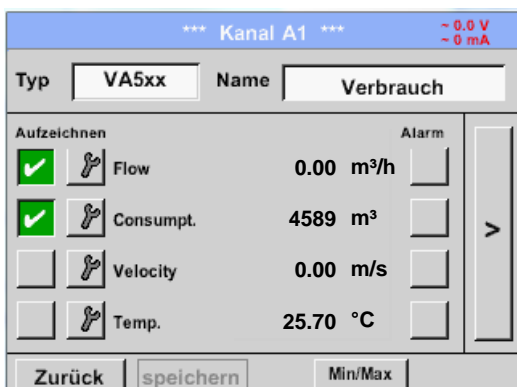 *** Kanal A1 ***
~ 0.0 V
~ 0 mA
Typ VA5xx Name Verbrauch
Aufzeichnen Alarm
Flow 0.00 m³/h
Consumpt. 4589 m³
Velocity 0.00 m/s
Temp. 25.70 °C
>
Zurück speichern Min/Max